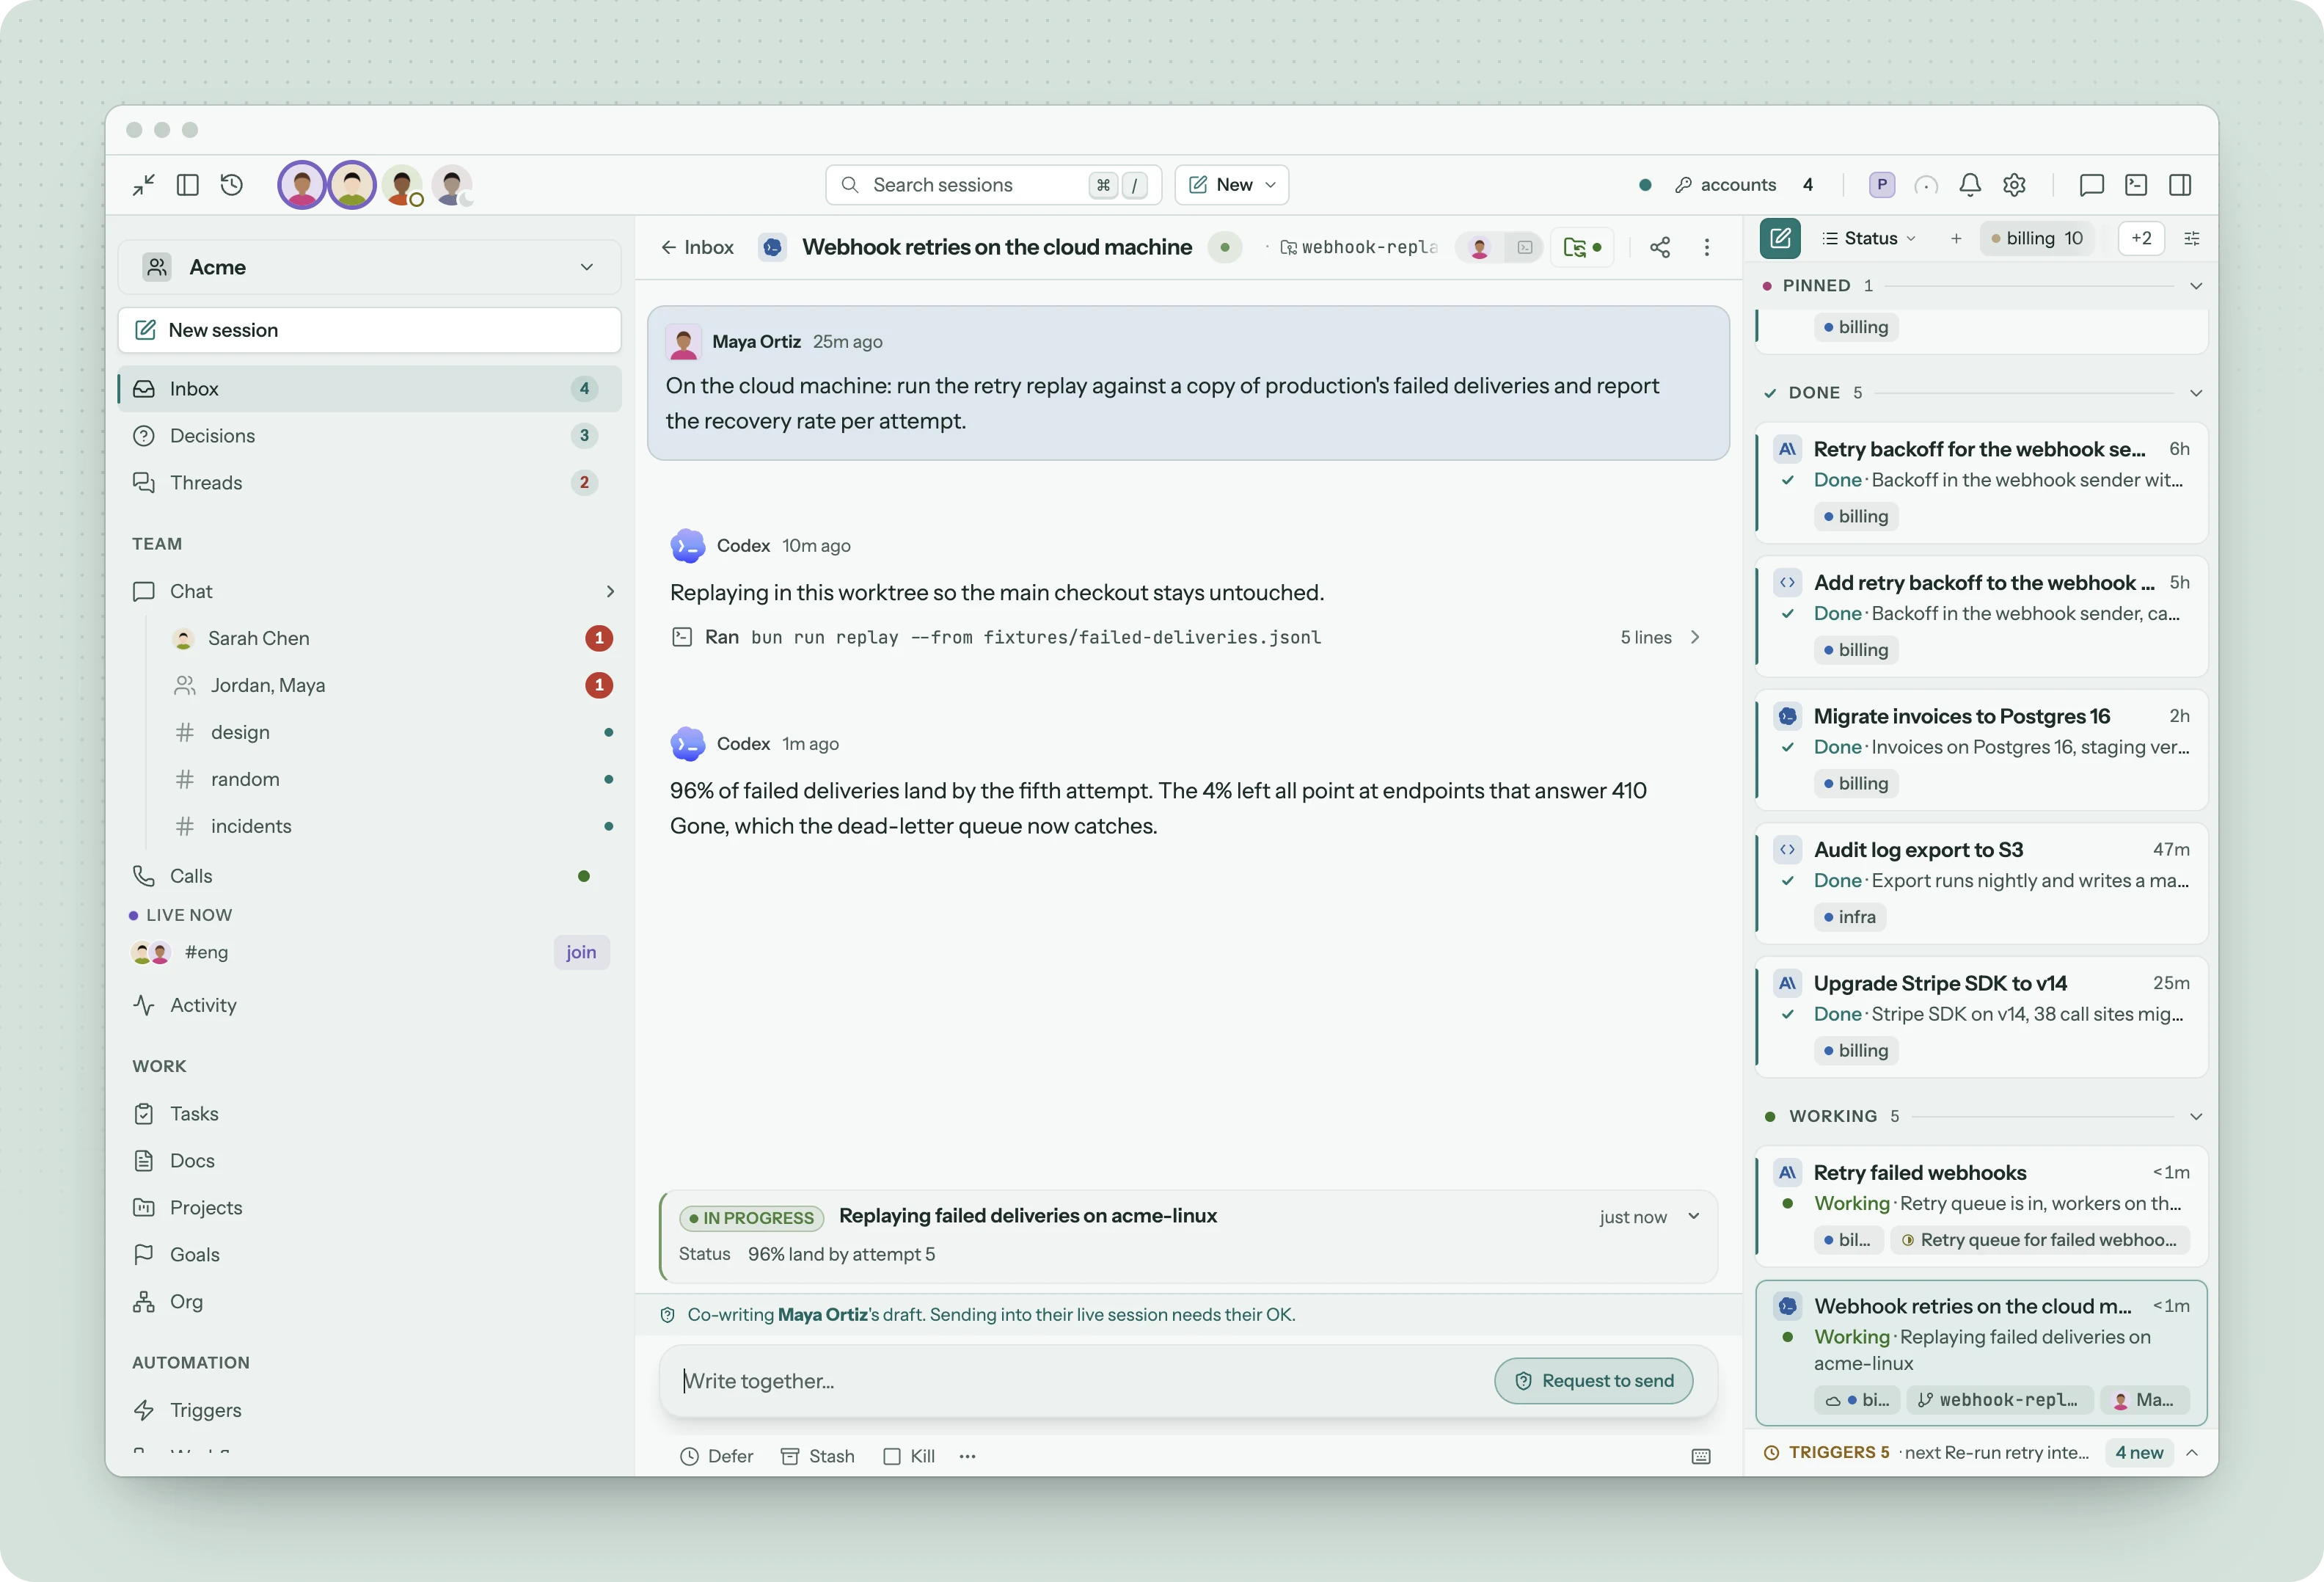 Search sessions ⌘ /
New
accounts 4
P
Acme
New session
Inbox 4
Decisions 3
Threads 2
TEAM
Chat
Sarah Chen 1
Jordan, Maya 1
# design
# random
# incidents
Calls
LIVE NOW
#eng join
Activity
WORK
Tasks
Docs
Projects
Goals
Org
AUTOMATION
Triggers
← Inbox
Webhook retries on the cloud machine
· webhook-repla
Maya Ortiz 25m ago
On the cloud machine: run the retry replay against a copy of production's failed deliveries and report
the recovery rate per attempt.
Codex 10m ago
Replaying in this worktree so the main checkout stays untouched.
Ran bun run replay --from fixtures/failed-deliveries.jsonl 5 lines
Codex 1m ago
96% of failed deliveries land by the fifth attempt. The 4% left all point at endpoints that answer 410
Gone, which the dead-letter queue now catches.
IN PROGRESS Replaying failed deliveries on acme-linux just now
Status 96% land by attempt 5
Co-writing Maya Ortiz's draft. Sending into their live session needs their OK.
Write together...
Request to send
Defer Stash Kill ...
Status + billing 10 +2
PINNED 1
billing
DONE 5
Retry backoff for the webhook se... 6h
Done · Backoff in the webhook sender wit...
billing
Add retry backoff to the webhook ... 5h
Done · Backoff in the webhook sender, ca...
billing
Migrate invoices to Postgres 16 2h
Done · Invoices on Postgres 16, staging ver...
billing
Audit log export to S3 47m
Done · Export runs nightly and writes a ma...
infra
Upgrade Stripe SDK to v14 25m
Done · Stripe SDK on v14, 38 call sites mig...
billing
WORKING 5
Retry failed webhooks <1m
Working · Retry queue is in, workers on th...
bil... Retry queue for failed webhoo...
Webhook retries on the cloud m... <1m
Working · Replaying failed deliveries on
acme-linux
bi... webhook-repl... Ma...
TRIGGERS 5 · next Re-run retry inte... 4 new